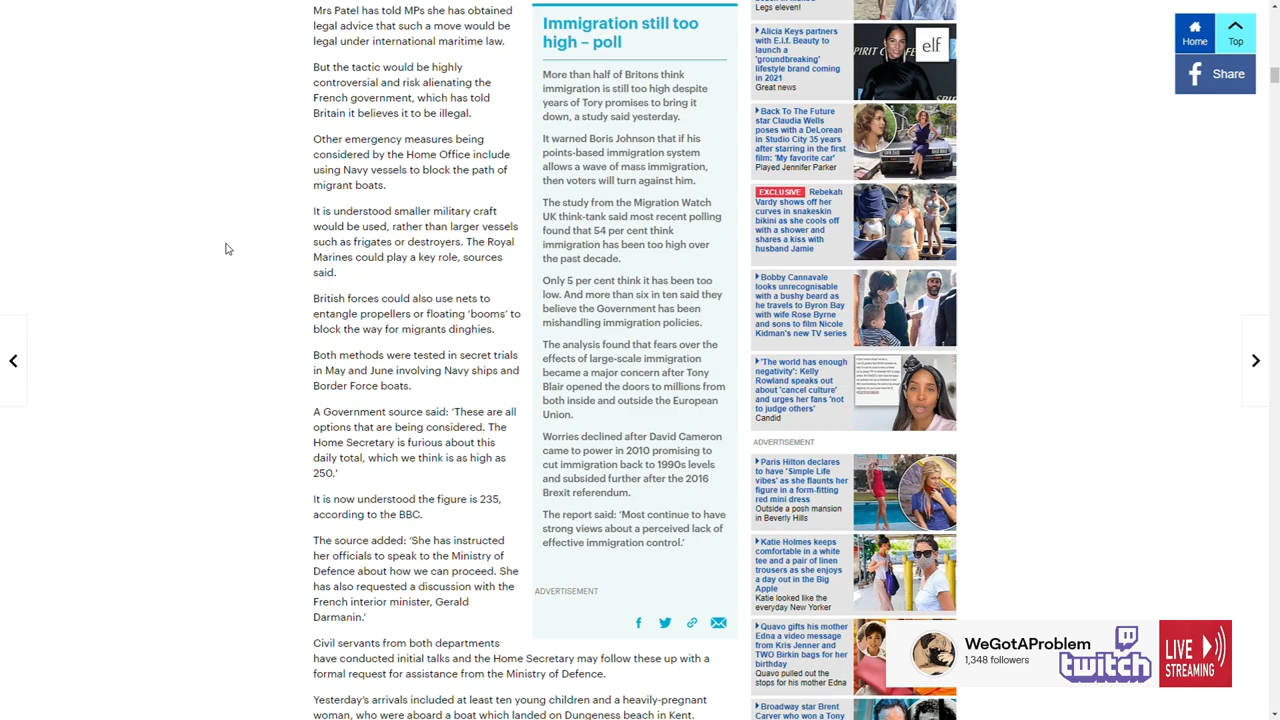 Mrs Patel has told MPs she has obtained
legal advice that such a move would be
legal under international maritime law.
But the tactic would be highly
controversial and risk alienating the
French government, which has told
Britain it believes it to be illegal.
Other emergency measures being
considered by the Home Office include
using Navy vessels to block the path of
migrant boats.
It is understood smaller military craft
would be used, rather than larger vessels
such as frigates or destroyers. The Royal
Marines could play a key role, sources
said.
British forces could also use nets to
entangle propellers or floating ‘booms’ to
block the way for migrants dinghies.
Both methods were tested in secret trials
in May and June involving Navy ships and
Border Force boats.
A Government source said: ‘These are all
options that are being considered. The
Home Secretary is furious about this
daily total, which we think is as high as
250.’
It is now understood the figure is 235,
according to the BBC.
The source added: ‘She has instructed
her officials to speak to the Ministry of
Defence about how we can proceed. She
has also requested a discussion with the
French interior minister, Gerald
Darmanin.’
Civil servants from both departments
have conducted initial talks and the Home Secretary may follow these up with a
formal request for assistance from the Ministry of Defence.
Yesterday’s arrivals included at least ten young children and a heavily-pregnant
woman, who were aboard a boat which landed on Dungeness beach in Kent.
Immigration still too
high – poll
More than half of Britons think
immigration is still too high despite
years of Tory promises to bring it
down, a study said yesterday.
It warned Boris Johnson that if his
points-based immigration system
allows a wave of mass immigration,
then voters will turn against him.
The study from the Migration Watch
UK think-tank said most recent polling
found that 54 per cent think
immigration has been too high over
the past decade.
Only 5 per cent think it has been too
low. And more than six in ten said they
believe the Government has been
mishandling immigration policies.
The analysis found that fears over the
effects of large-scale immigration
became a major concern after Tony
Blair opened the doors to millions from
both inside and outside the European
Union.
Worries declined after David Cameron
came to power in 2010 promising to
cut immigration back to 1990s levels
and subsided further after the 2016
Brexit referendum.
The report said: ‘Most continue to have
strong views about a perceived lack of
effective immigration control.’
ADVERTISEMENT
Legs eleven!
Alicia Keys partners
with E.l.f. Beauty to
launch a
'groundbreaking'
lifestyle brand coming
in 2021
Great news
elf
Back To The Future
star Claudia Wells
poses with a DeLorean
in Studio City 35 years
after starring in the first
film: 'My favorite car'
Played Jennifer Parker
EXCLUSIVE Rebekah
Vardy shows off her
curves in snakeskin
bikini as she cools off
with a shower and
shares a kiss with
husband Jamie
Bobby Cannavale
looks unrecognisable
with a bushy beard as
he travels to Byron Bay
with wife Rose Byrne
and sons to film Nicole
Kidman's new TV series
'The world has enough
negativity': Kelly
Rowland speaks out
about 'cancel culture'
and urges her fans 'not
to judge others'
Candid
ADVERTISEMENT
Paris Hilton declares
to have 'Simple Life
vibes' as she flaunts her
figure in a form-fitting
red mini dress
Outside a posh mansion
in Beverly Hills
Katie Holmes keeps
comfortable in a white
tee and a pair of linen
trousers as she enjoys
a day out in the Big
Apple
Katie looked like the
everyday New Yorker
Quavo gifts his mother
Edna a video message
from Kris Jenner and
TWO Birkin bags for her
birthday
Quavo pulled out the
stops for his mother Edna
Broadway star Brent
Carver who won a Tony
Home
Top
Share
WeGotAProblem
1,348 followers
twitch
LIVE
STREAMING